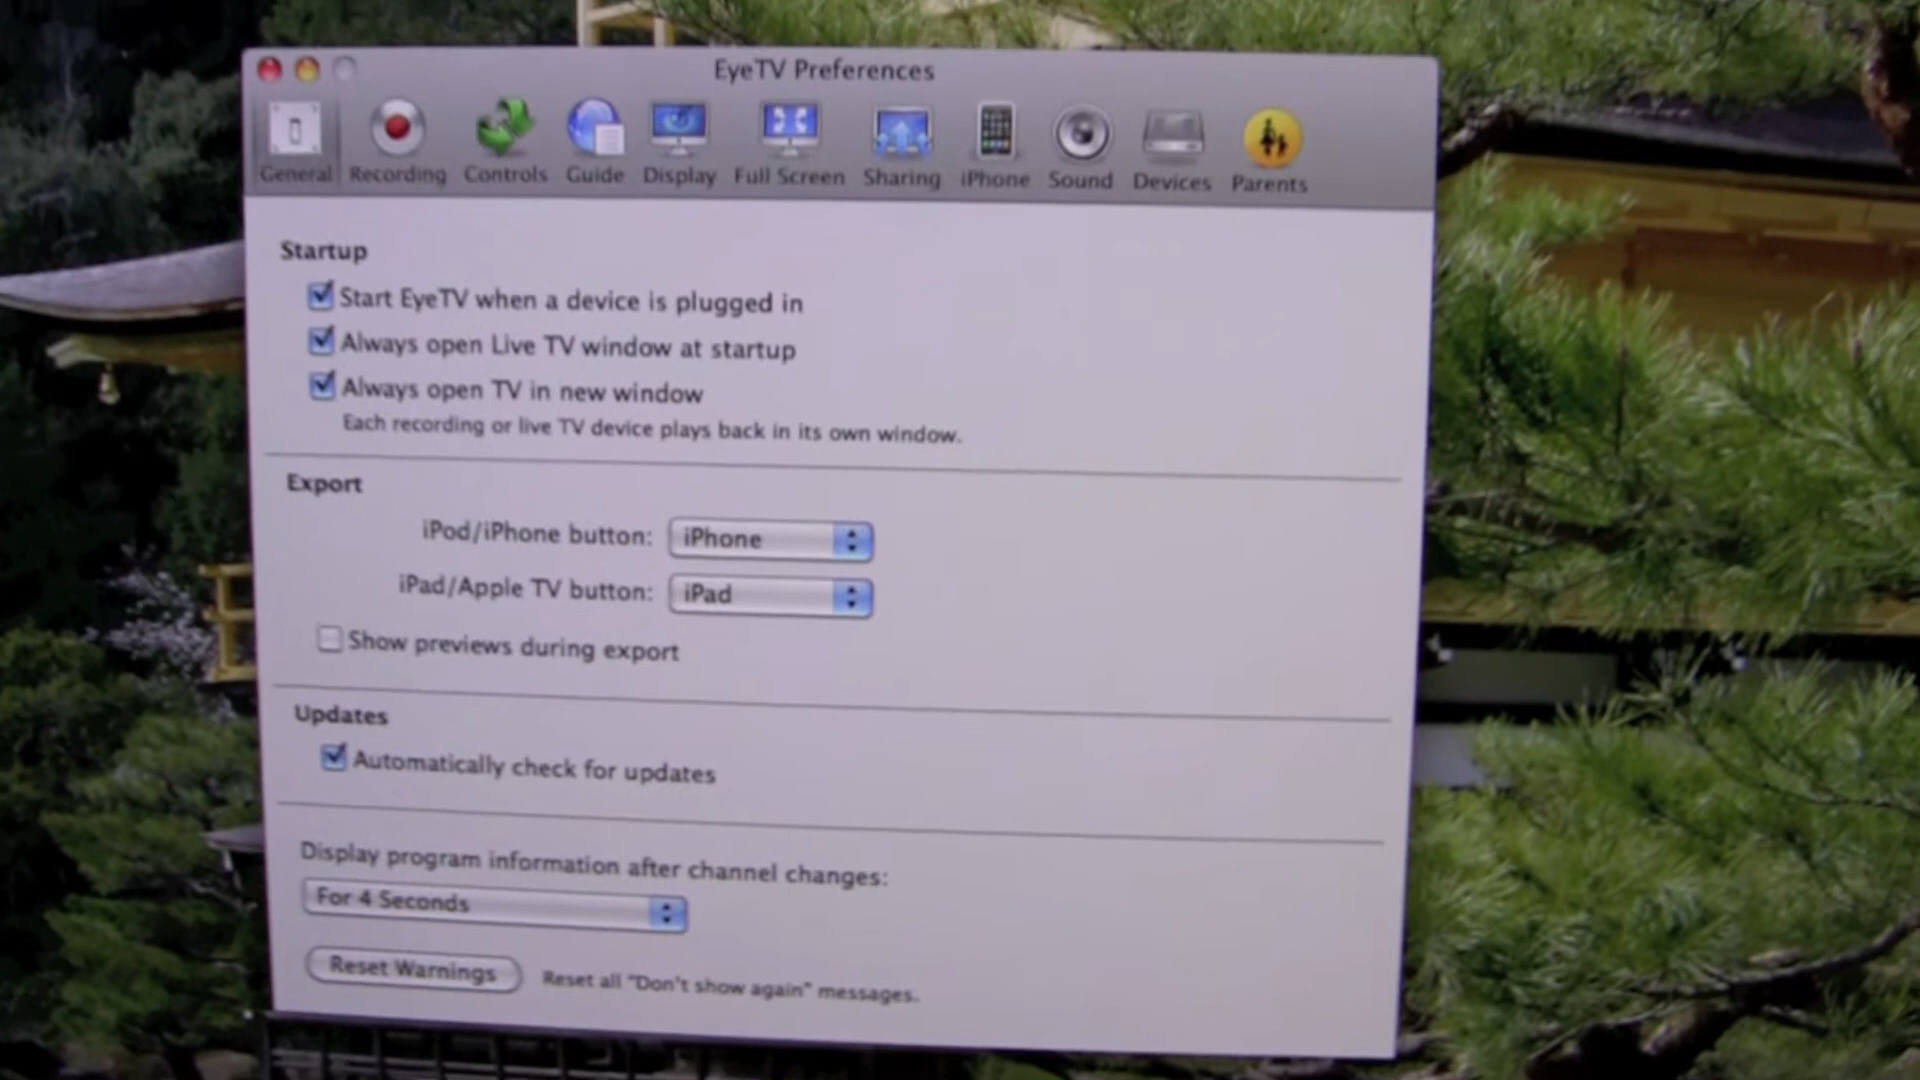 EyeTV Preferences
General Recording Controls Guide Display Full Screen Sharing iPhone Sound Devices Parents
Startup
Start EyeTV when a device is plugged in
Always open Live TV window at startup
Always open TV in new window
Each recording or live TV device plays back in its own window.
Export
iPod/iPhone button: iPhone
iPad/Apple TV button: iPad
Show previews during export
Updates
Automatically check for updates
Display program information after channel changes:
For 4 Seconds
Reset Warnings Reset all "Don't show again" messages.